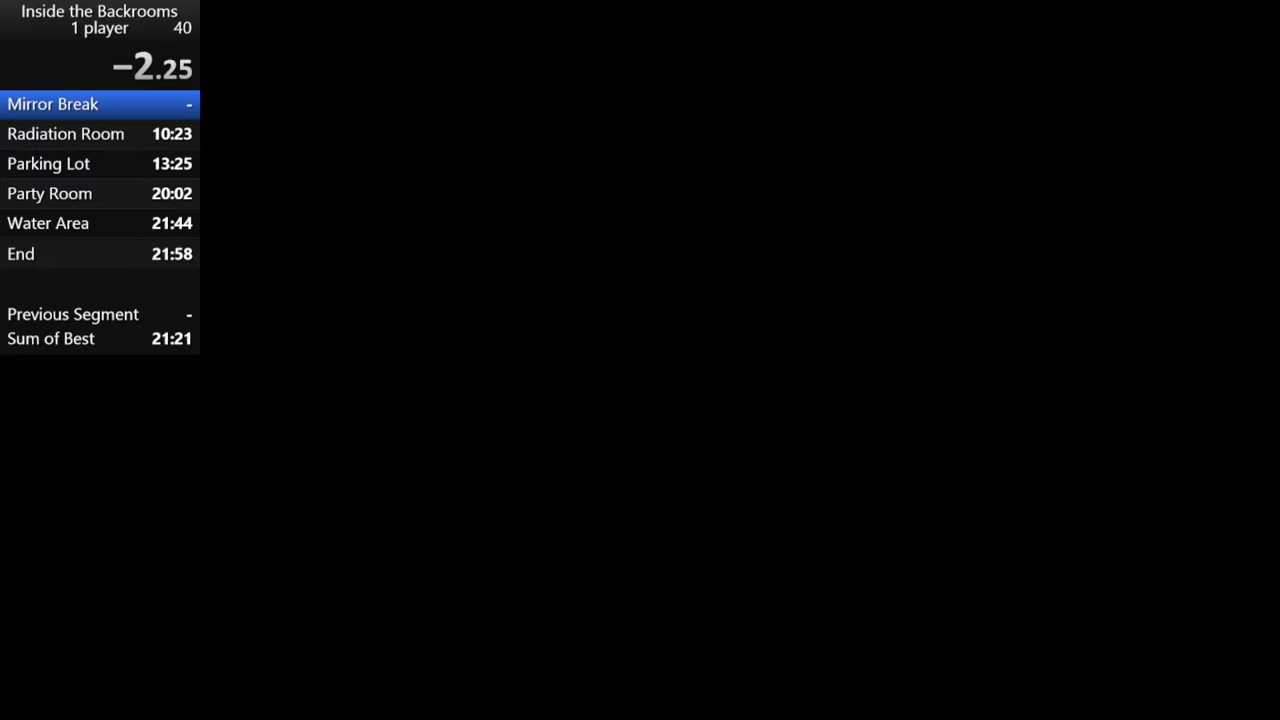 Inside the Backrooms
1 player 40
−2.25
Mirror Break -
Radiation Room 10:23
Parking Lot 13:25
Party Room 20:02
Water Area 21:44
End 21:58
Previous Segment -
Sum of Best 21:21